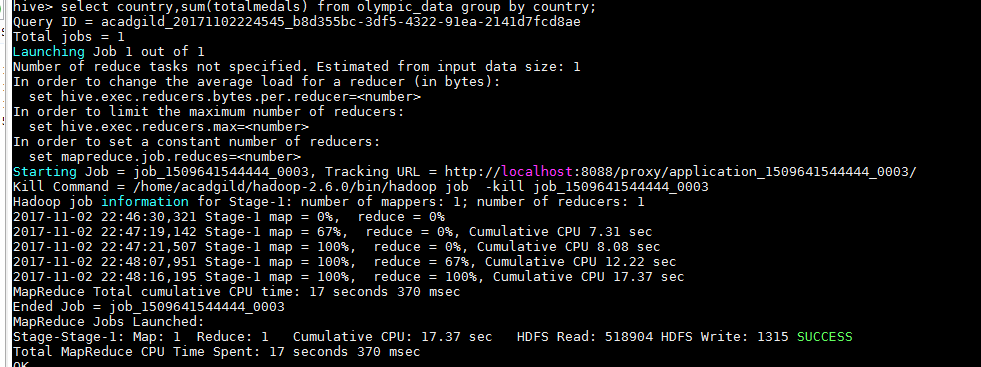 hive> select country,sum(totalmedals) from olympic_data group by country;
Query ID = acadgild_20171102224545_b8d355bc-3df5-4322-91ea-2141d7fcd8ae
Total jobs = 1
Launching Job 1 out of 1
Number of reduce tasks not specified. Estimated from input data size: 1
In order to change the average load for a reducer (in bytes):
  set hive.exec.reducers.bytes.per.reducer=<number>
In order to limit the maximum number of reducers:
  set hive.exec.reducers.max=<number>
In order to set a constant number of reducers:
  set mapreduce.job.reduces=<number>
Starting Job = job_1509641544444_0003, Tracking URL = http://localhost:8088/proxy/application_1509641544444_0003/
Kill Command = /home/acadgild/hadoop-2.6.0/bin/hadoop job  -kill job_1509641544444_0003
Hadoop job information for Stage-1: number of mappers: 1; number of reducers: 1
2017-11-02 22:46:30,321 Stage-1 map = 0%,  reduce = 0%
2017-11-02 22:47:19,142 Stage-1 map = 67%,  reduce = 0%, Cumulative CPU 7.31 sec
2017-11-02 22:47:21,507 Stage-1 map = 100%,  reduce = 0%, Cumulative CPU 8.08 sec
2017-11-02 22:48:07,951 Stage-1 map = 100%,  reduce = 67%, Cumulative CPU 12.22 sec
2017-11-02 22:48:16,195 Stage-1 map = 100%,  reduce = 100%, Cumulative CPU 17.37 sec
MapReduce Total cumulative CPU time: 17 seconds 370 msec
Ended Job = job_1509641544444_0003
MapReduce Jobs Launched:
Stage-Stage-1: Map: 1  Reduce: 1   Cumulative CPU: 17.37 sec   HDFS Read: 518904 HDFS Write: 1315 SUCCESS
Total MapReduce CPU Time Spent: 17 seconds 370 msec
OK